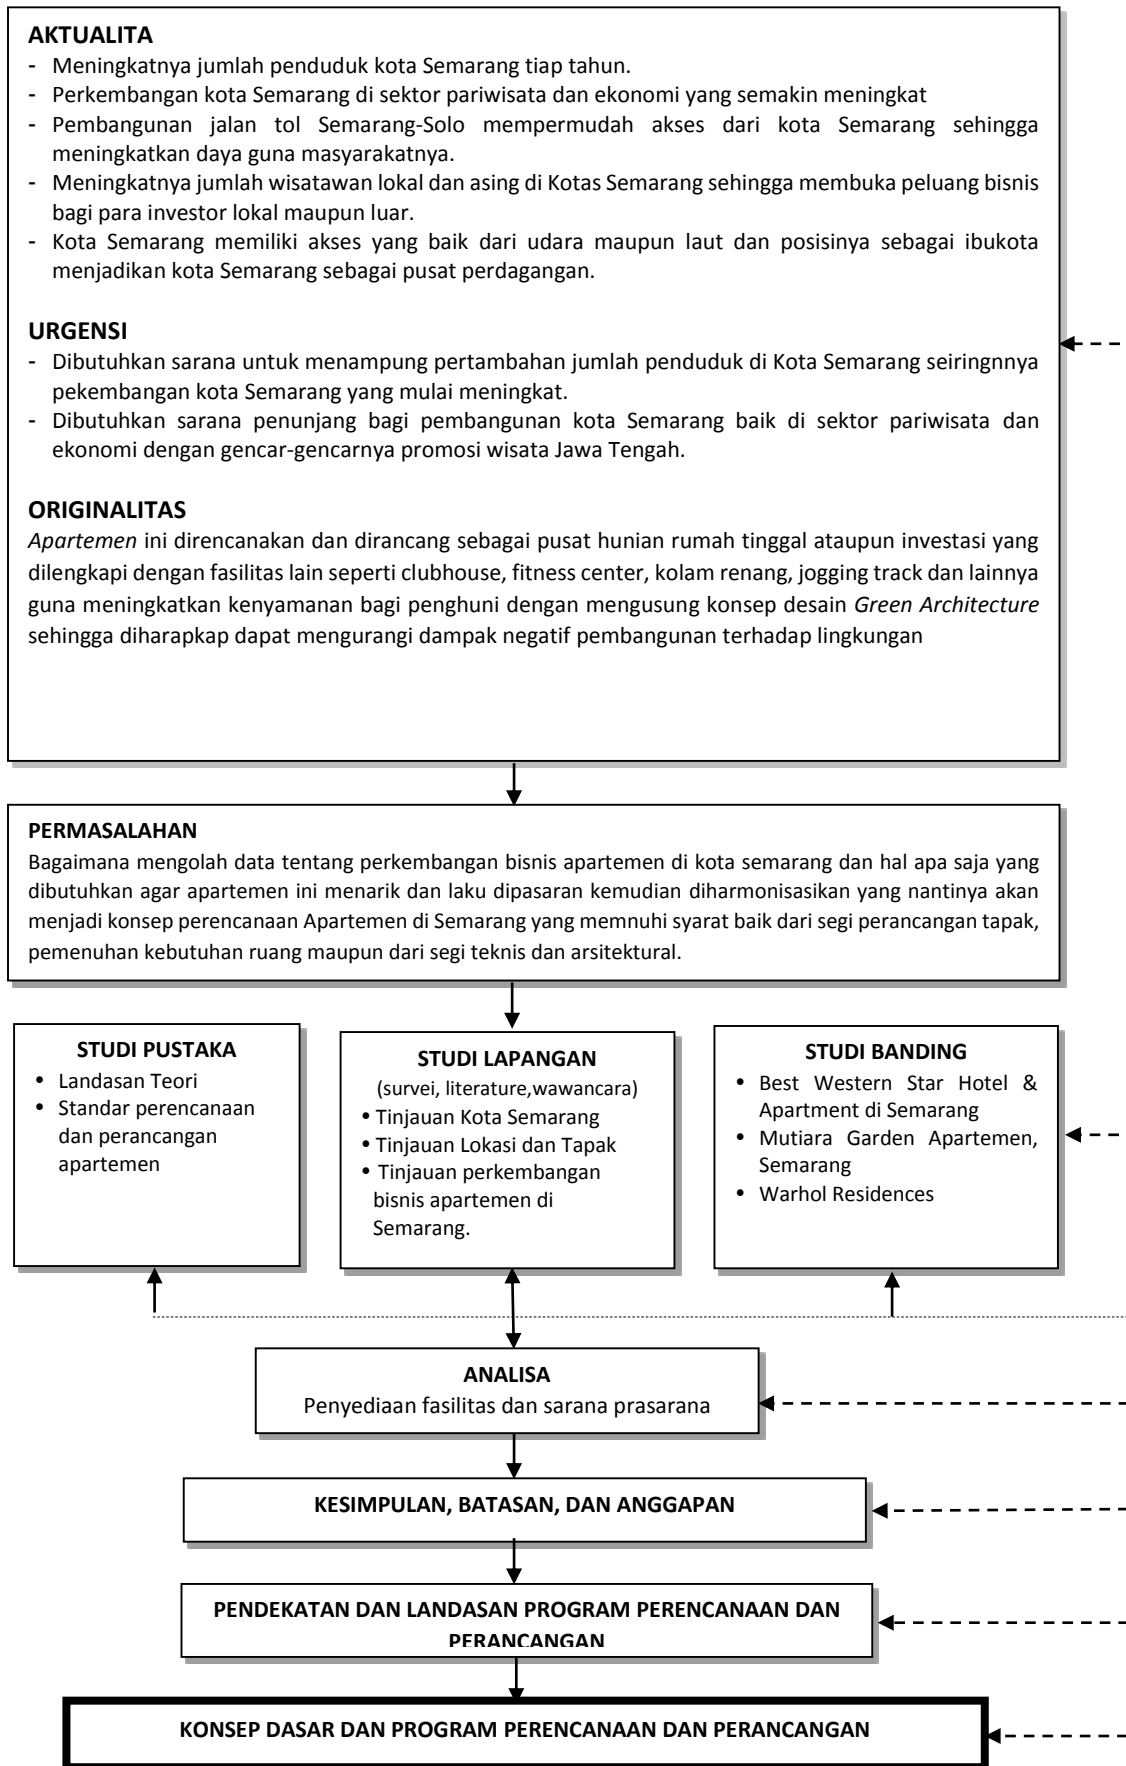 AKTUALITA
- Meningkatnya jumlah penduduk kota Semarang tiap tahun.
- Perkembangan kota Semarang di sektor pariwisata dan ekonomi yang semakin meningkat
- Pembangunan jalan tol Semarang-Solo mempermudah akses dari kota Semarang sehingga
meningkatkan daya guna masyarakatnya.
- Meningkatnya jumlah wisatawan lokal dan asing di Kotas Semarang sehingga membuka peluang bisnis
bagi para investor lokal maupun luar.
- Kota Semarang memiliki akses yang baik dari udara maupun laut dan posisinya sebagai ibukota
menjadikan kota Semarang sebagai pusat perdagangan.
URGENSI
- Dibutuhkan sarana untuk menampung pertambahan jumlah penduduk di Kota Semarang seiringnnya
pekembangan kota Semarang yang mulai meningkat.
- Dibutuhkan sarana penunjang bagi pembangunan kota Semarang baik di sektor pariwisata dan
ekonomi dengan gencar-gencarnya promosi wisata Jawa Tengah.
ORIGINALITAS
Apartemen ini direncanakan dan dirancang sebagai pusat hunian rumah tinggal ataupun investasi yang
dilengkapi dengan fasilitas lain seperti clubhouse, fitness center, kolam renang, jogging track dan lainnya
guna meningkatkan kenyamanan bagi penghuni dengan mengusung konsep desain Green Architecture
sehingga diharapkap dapat mengurangi dampak negatif pembangunan terhadap lingkungan
PERMASALAHAN
Bagaimana mengolah data tentang perkembangan bisnis apartemen di kota semarang dan hal apa saja yang
dibutuhkan agar apartemen ini menarik dan laku dipasaran kemudian diharmonisasikan yang nantinya akan
menjadi konsep perencanaan Apartemen di Semarang yang memnuhi syarat baik dari segi perancangan tapak,
pemenuhan kebutuhan ruang maupun dari segi teknis dan arsitektural.
STUDI PUSTAKA
• Landasan Teori
• Standar perencanaan
dan perancangan
apartemen
STUDI LAPANGAN
(survei, literature,wawancara)
• Tinjauan Kota Semarang
• Tinjauan Lokasi dan Tapak
• Tinjauan perkembangan
bisnis apartemen di
Semarang.
STUDI BANDING
• Best Western Star Hotel &
Apartment di Semarang
• Mutiara Garden Apartemen,
Semarang
• Warhol Residences
ANALISA
Penyediaan fasilitas dan sarana prasarana
KESIMPULAN, BATASAN, DAN ANGGAPAN
PENDEKATAN DAN LANDASAN PROGRAM PERENCANAAN DAN
PERANCANGAN
KONSEP DASAR DAN PROGRAM PERENCANAAN DAN PERANCANGAN